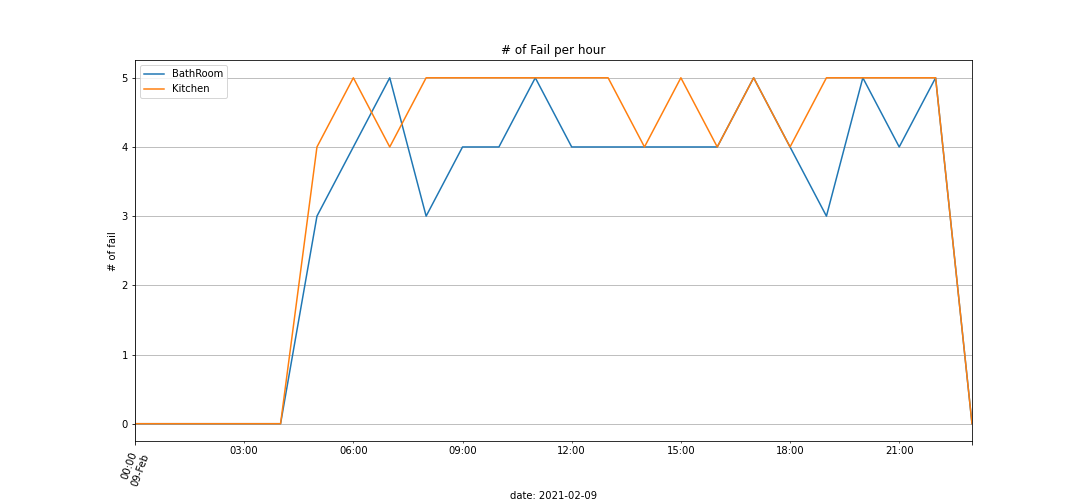 # of Fail per hour
BathRoom
Kitchen
# of fail
5
4
3
2
1
0
00:00
09-Feb
03:00
06:00
09:00
12:00
15:00
18:00
21:00
date: 2021-02-09